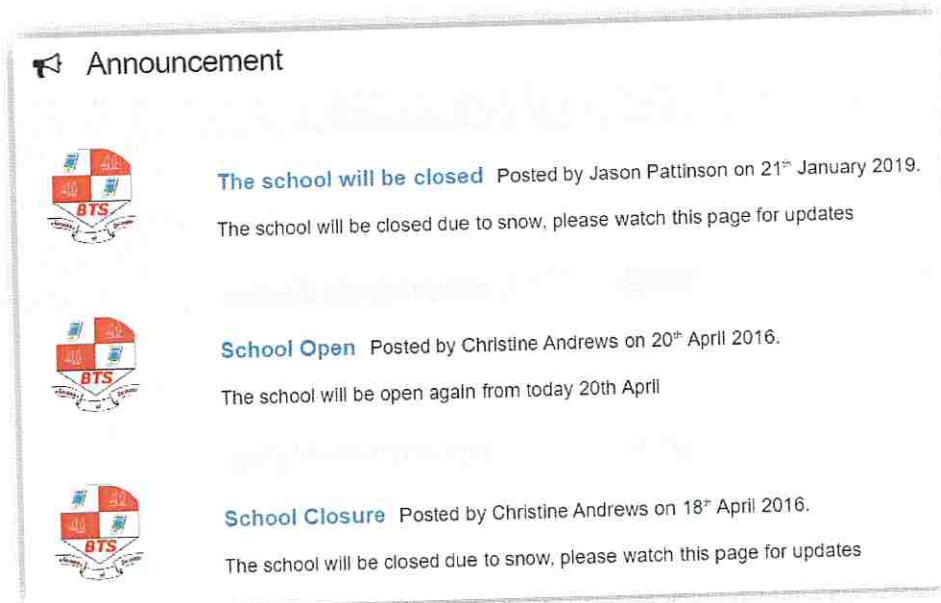 Announcement
The school will be closed Posted by Jason Pattinson on 21st January 2019.
The school will be closed due to snow, please watch this page for updates
BTS
School Open Posted by Christine Andrews on 20th April 2016.
The school will be open again from today 20th April
BTS
School Closure Posted by Christine Andrews on 18th April 2016.
The school will be closed due to snow, please watch this page for updates
BTS